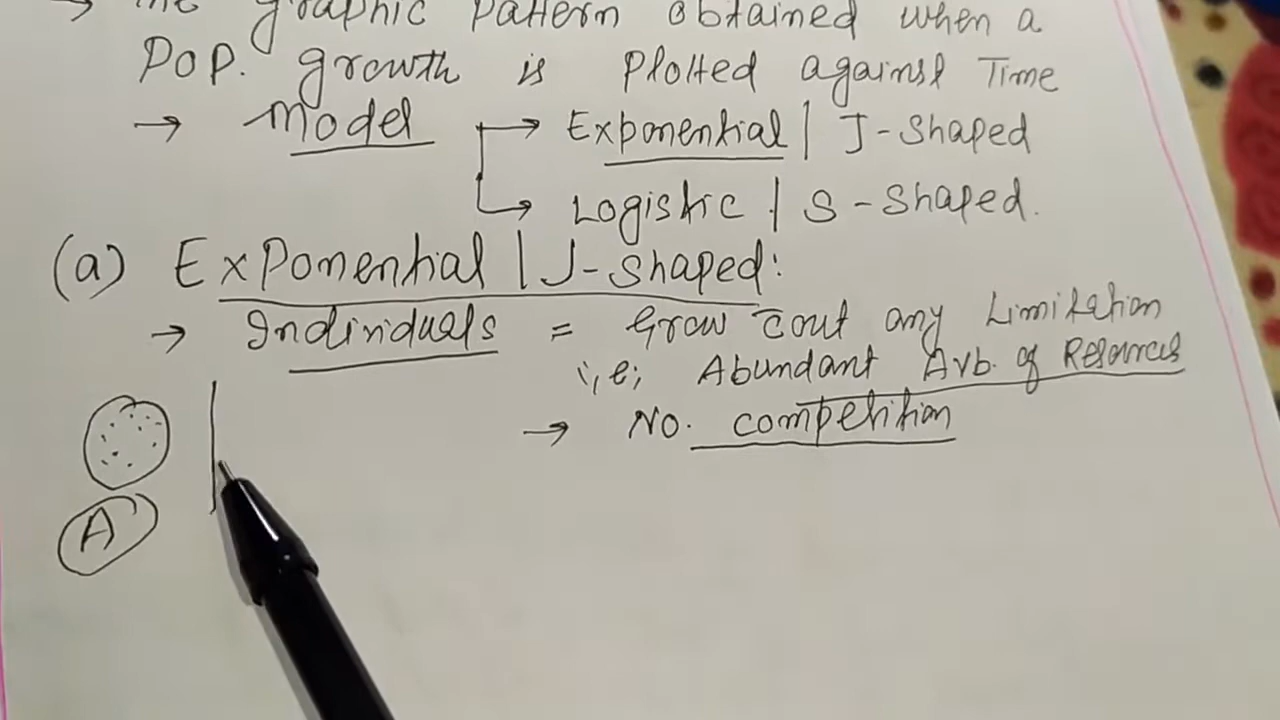 → The graphic pattern obtained when a
Pop. growth is Plotted against Time
→ Model → Exponential | J-Shaped
→ Logistic | S-Shaped.
(a) Exponential | J-Shaped:
→ Individuals = Grow c̅out any Limitation
i,e; Abundant Avb. of Resources
→ No. competition
A